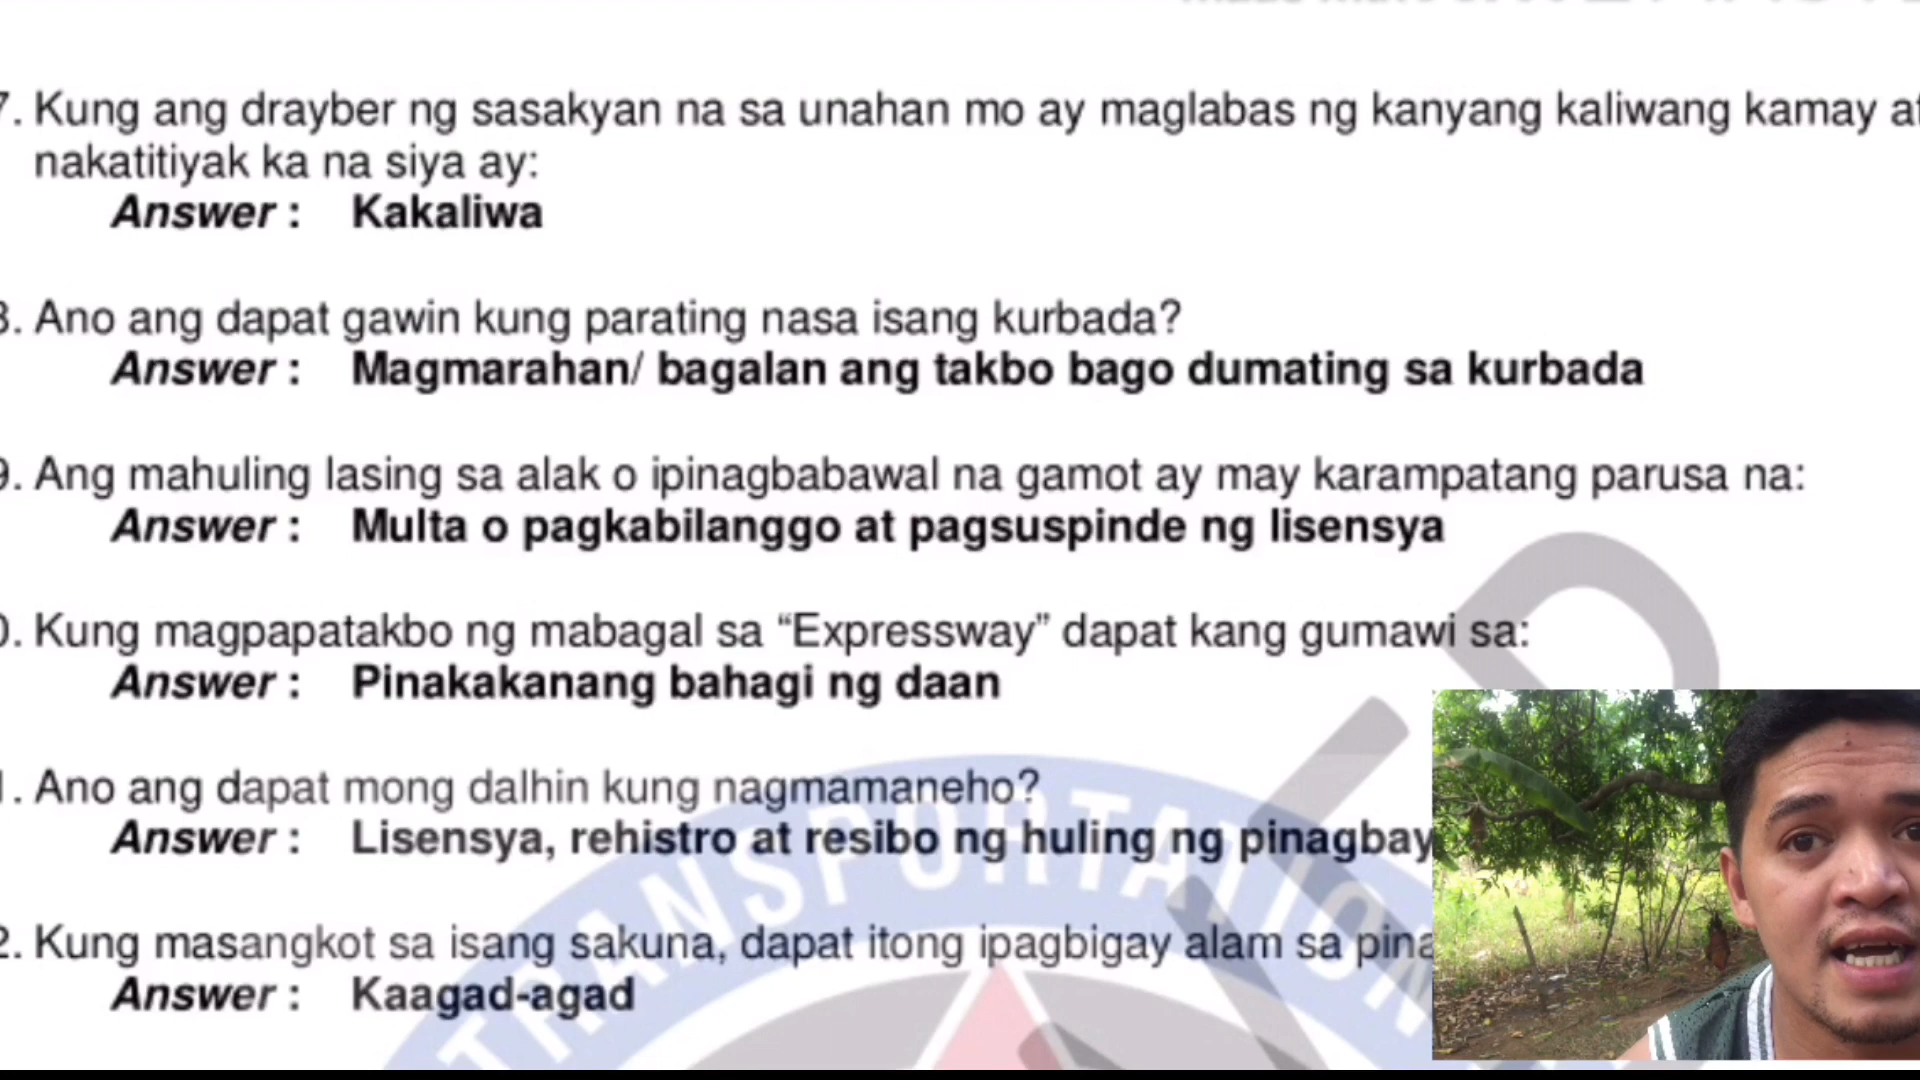 7. Kung ang drayber ng sasakyan na sa unahan mo ay maglabas ng kanyang kaliwang kamay
nakatitiyak ka na siya ay:
Answer : Kakaliwa
3. Ano ang dapat gawin kung parating nasa isang kurbada?
Answer : Magmarahan/ bagalan ang takbo bago dumating sa kurbada
9. Ang mahuling lasing sa alak o ipinagbabawal na gamot ay may karampatang parusa na:
Answer : Multa o pagkabilanggo at pagsuspinde ng lisensya
0. Kung magpapatakbo ng mabagal sa “Expressway” dapat kang gumawi sa:
Answer : Pinakakanang bahagi ng daan
1. Ano ang dapat mong dalhin kung nagmamaneho?
Answer : Lisensya, rehistro at resibo ng huling ng pinagbay
2. Kung masangkot sa isang sakuna, dapat itong ipagbigay alam sa pina
Answer : Kaagad-agad
TRANSPORTATION